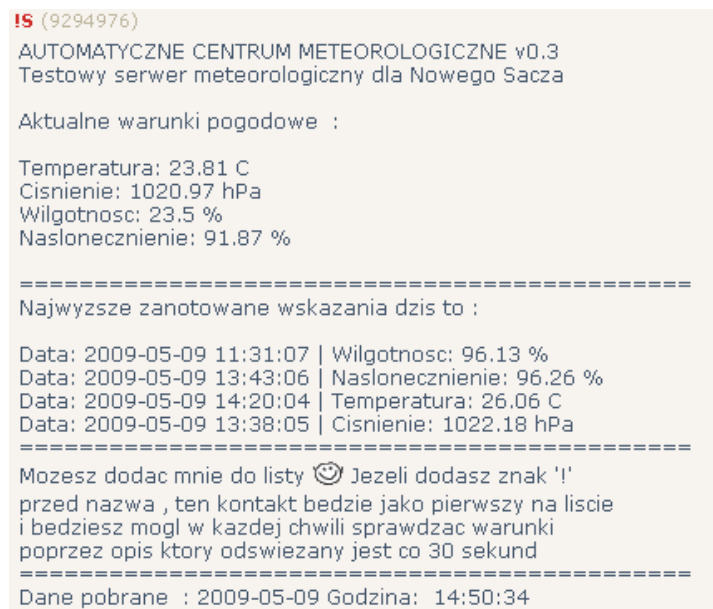 !S (9294976)
AUTOMATYCZNE CENTRUM METEOROLOGICZNE v0.3
Testowy serwer meteorologiczny dla Nowego Sacza
Aktualne warunki pogodowe :
Temperatura: 23.81 C
Cisnienie: 1020.97 hPa
Wilgotnosc: 23.5 %
Naslonecznienie: 91.87 %
=============================================
Najwyzsze zanotowane wskazania dzis to :
Data: 2009-05-09 11:31:07 | Wilgotnosc: 96.13 %
Data: 2009-05-09 13:43:06 | Naslonecznienie: 96.26 %
Data: 2009-05-09 14:20:04 | Temperatura: 26.06 C
Data: 2009-05-09 13:38:05 | Cisnienie: 1022.18 hPa
=============================================
Mozesz dodac mnie do listy Jezeli dodasz znak '!'
przed nazwa , ten kontakt bedzie jako pierwszy na liscie
i bedziesz mogl w kazdej chwili sprawdzac warunki
poprzez opis ktory odswiezany jest co 30 sekund
=============================================
Dane pobrane : 2009-05-09 Godzina: 14:50:34